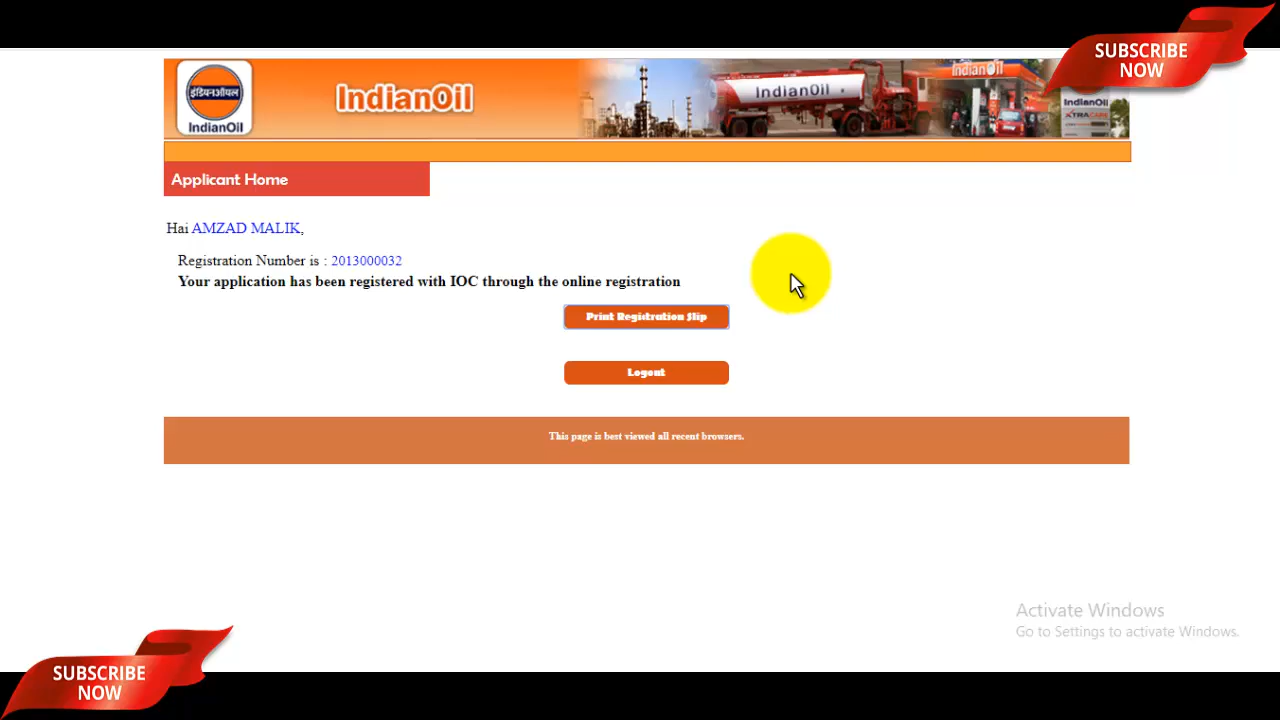 SUBSCRIBE
NOW
इंडियनऑयल
IndianOil
IndianOil
IndianOil
IndianOil
IndianOil
XTRACARE
Applicant Home
Hai AMZAD MALIK,
Registration Number is : 2013000032
Your application has been registered with IOC through the online registration
Print Registration Slip
Logout
This page is best viewed all recent browsers.
Activate Windows
Go to Settings to activate Windows.
SUBSCRIBE
NOW